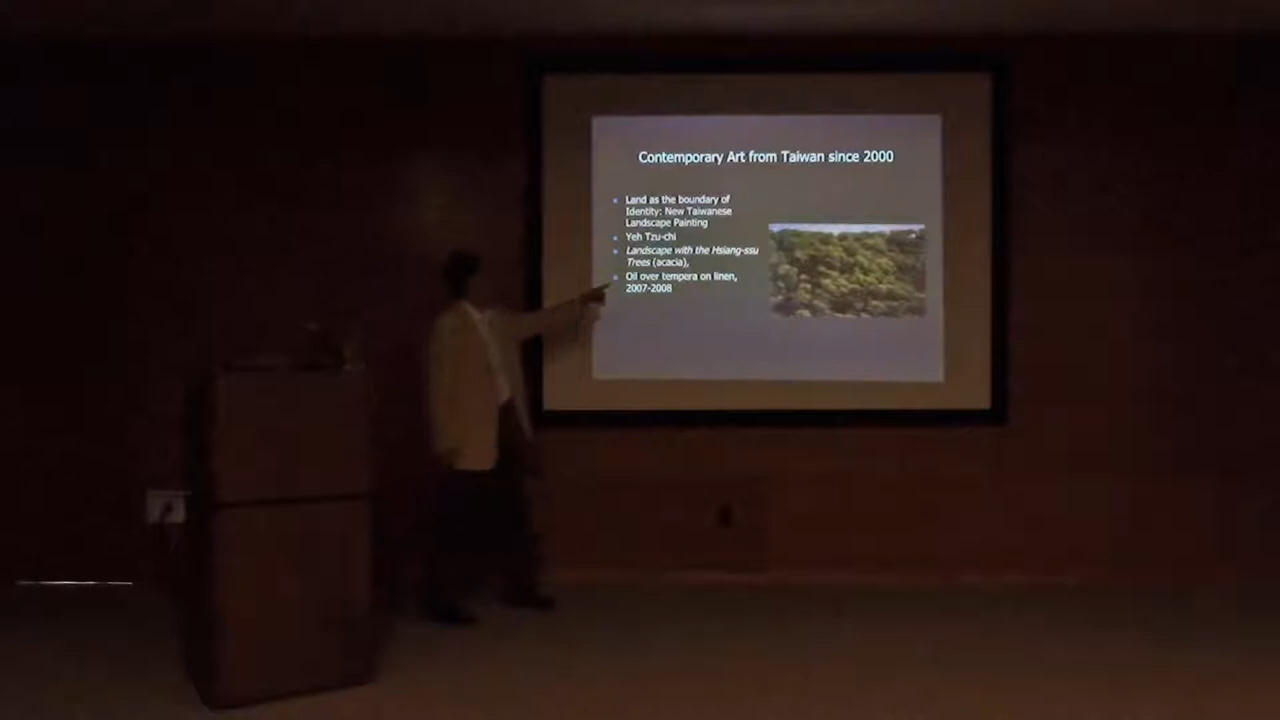 Contemporary Art from Taiwan since 2000
Land as the boundary of
Identity: New Taiwanese
Landscape Painting
Yeh Tzu-chi
Landscape with the Hsiang-ssu
Trees (acacia),
Oil over tempera on linen,
2007-2008